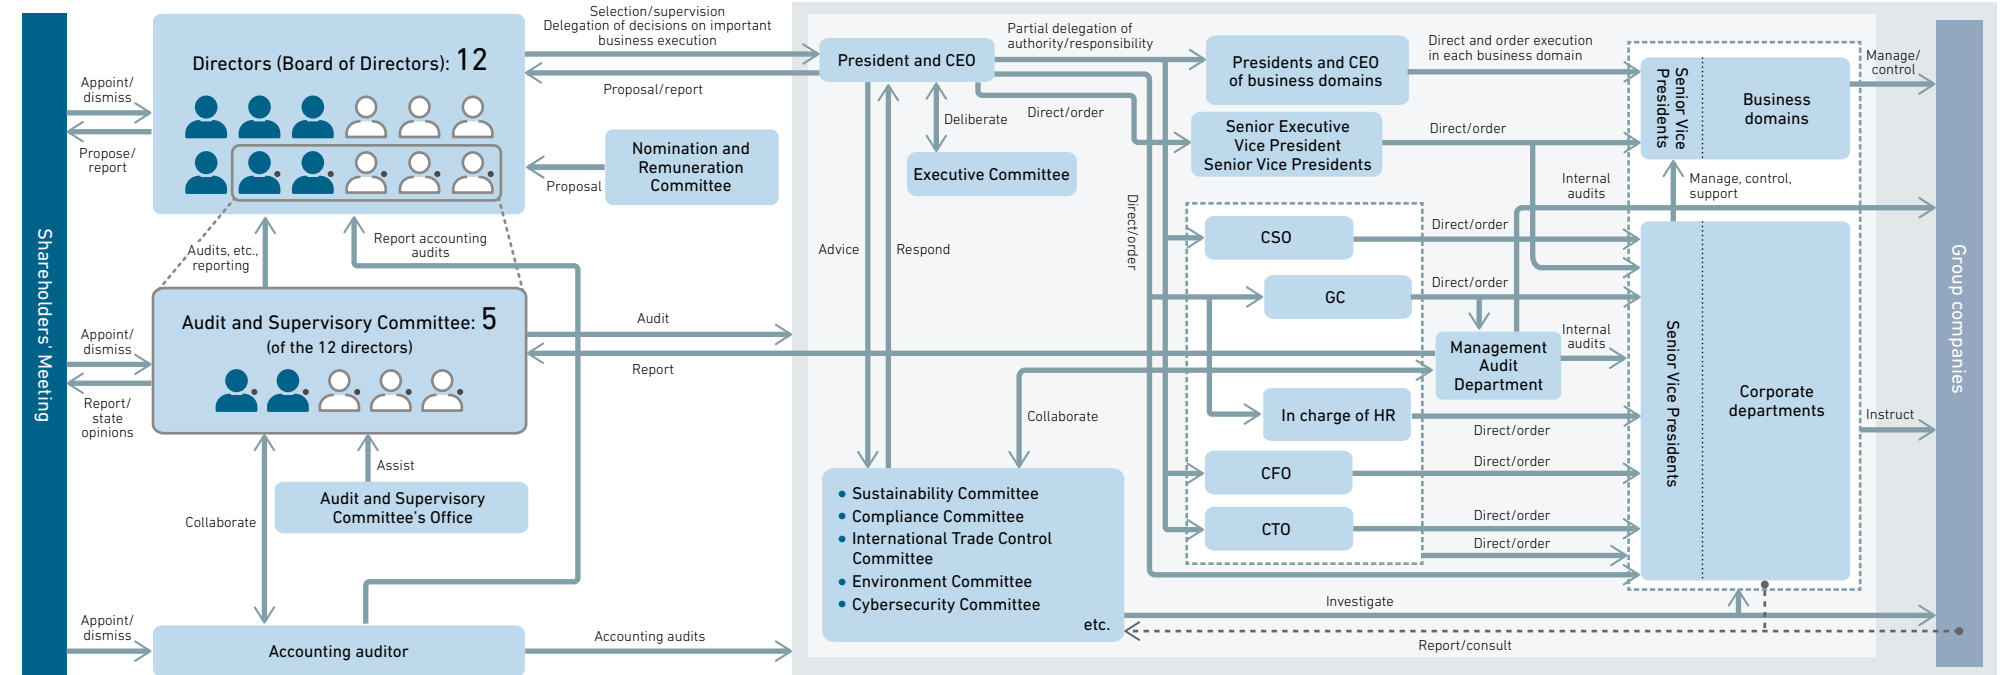 Shareholders' Meeting
Appoint/
dismiss
Propose/
report
Appoint/
dismiss
Report/
state
opinions
Appoint/
dismiss
Directors (Board of Directors): 12
Audits, etc.,
reporting
Report accounting
audits
Audit and Supervisory Committee: 5
(of the 12 directors)
Assist
Audit and Supervisory
Committee's Office
Collaborate
Accounting auditor
Selection/supervision
Delegation of decisions on important
business execution
Proposal/report
Nomination and
Remuneration
Committee
Proposal
Audit
Report
Accounting audits
President and CEO
Deliberate
Executive Committee
Advice
Respond
Collaborate
• Sustainability Committee
• Compliance Committee
• International Trade Control
Committee
• Environment Committee
• Cybersecurity Committee
etc.
Partial delegation of
authority/responsibility
Direct/order
Direct/order
Presidents and CEO
of business domains
Senior Executive
Vice President
Senior Vice Presidents
CSO
GC
Management
Audit
Department
In charge of HR
CFO
CTO
Direct and order execution
in each business domain
Direct/order
Internal
audits
Direct/order
Direct/order
Internal
audits
Direct/order
Direct/order
Direct/order
Direct/order
Senior Vice
Presidents
Business
domains
Manage, control,
support
Senior Vice Presidents
Corporate
departments
Manage/
control
Instruct
Investigate
Report/consult
Group companies